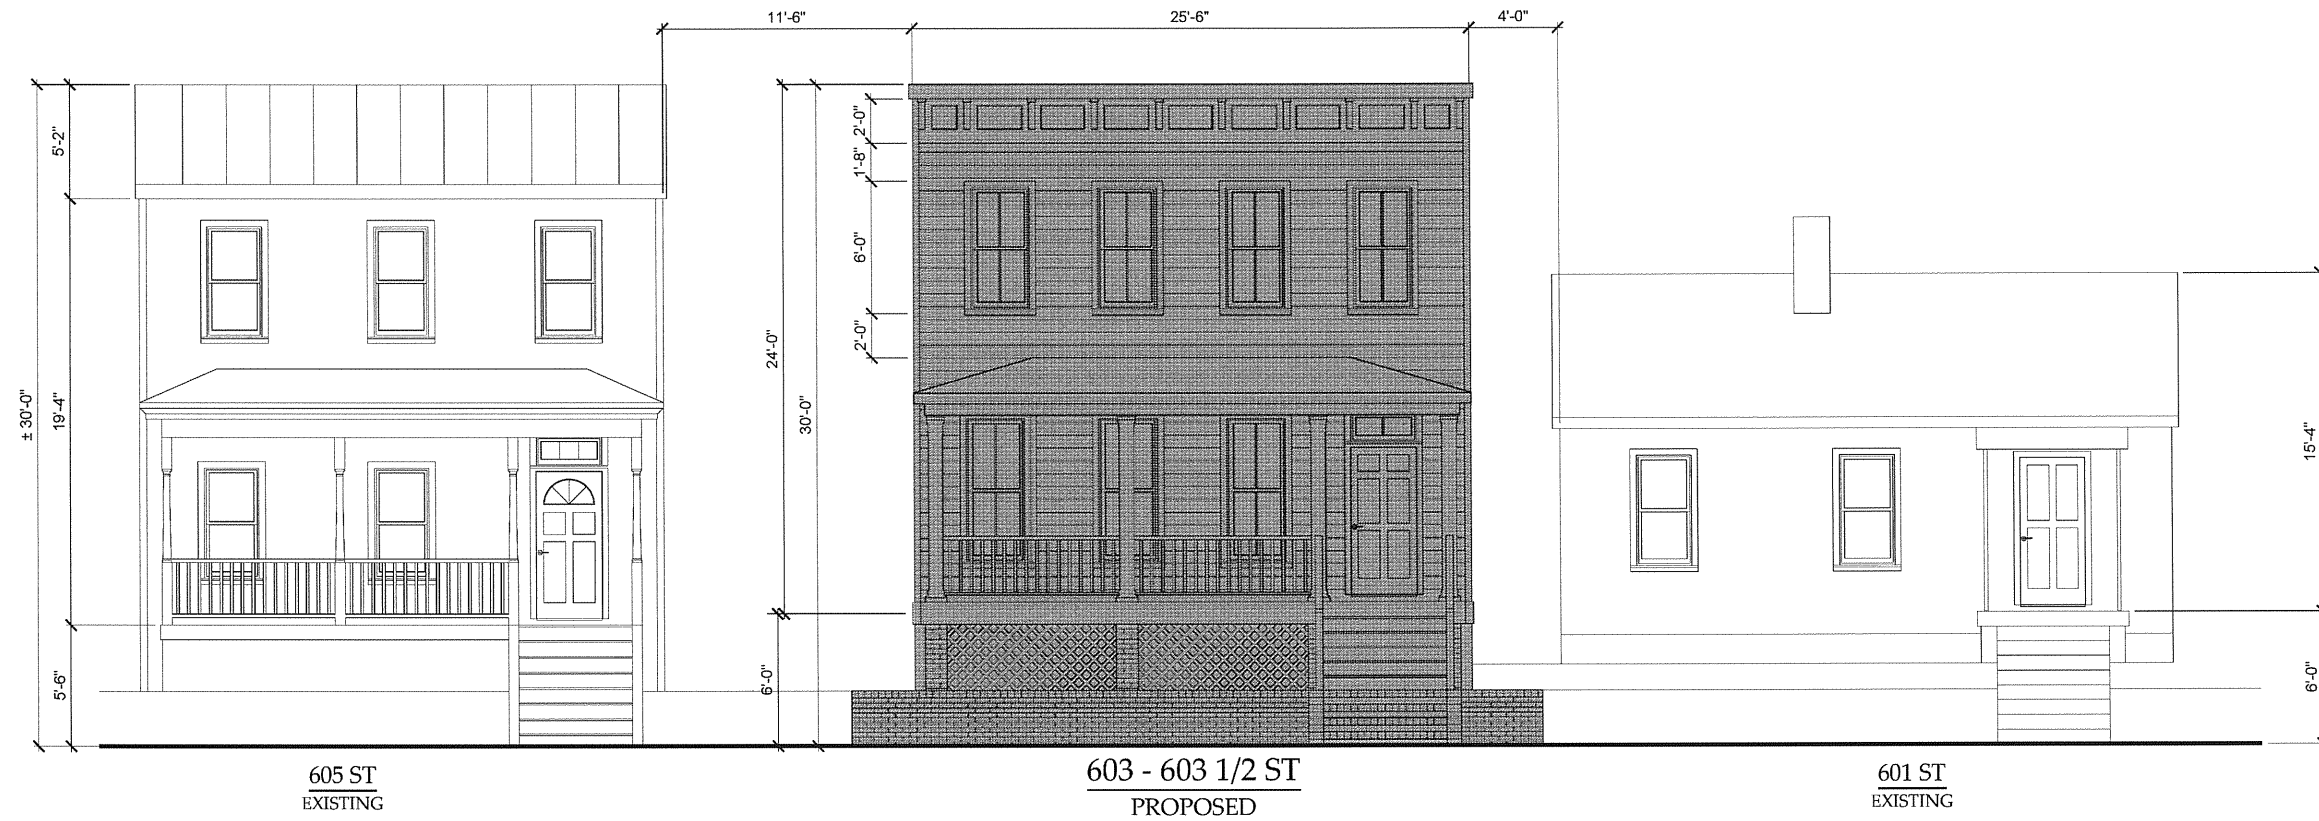 11'-6"
25'-6"
4'-0"
5'-2"
19'-4"
± 30'-0"
5'-6"
2'-0"
1'-8"
6'-0"
2'-0"
24'-0"
30'-0"
6'-0"
15'-4"
6'-0"
605 ST
EXISTING
603 - 603 1/2 ST
PROPOSED
601 ST
EXISTING